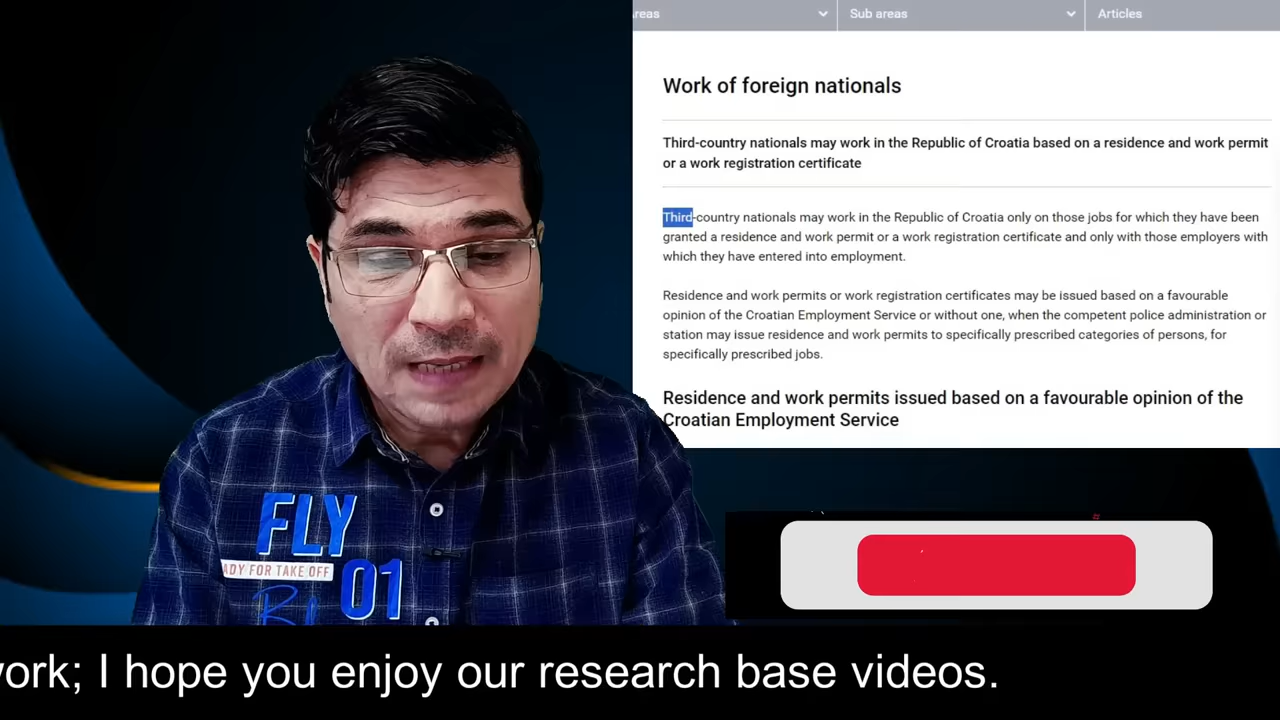 Sub areas
Articles
Work of foreign nationals
Third-country nationals may work in the Republic of Croatia based on a residence and work permit
or a work registration certificate
Third-country nationals may work in the Republic of Croatia only on those jobs for which they have been
granted a residence and work permit or a work registration certificate and only with those employers with
which they have entered into employment.
Residence and work permits or work registration certificates may be issued based on a favourable
opinion of the Croatian Employment Service or without one, when the competent police administration or
station may issue residence and work permits to specifically prescribed categories of persons, for
specifically prescribed jobs.
Residence and work permits issued based on a favourable opinion of the
Croatian Employment Service
FLY
ADY FOR TAKE OFF
01
work; I hope you enjoy our research base videos.